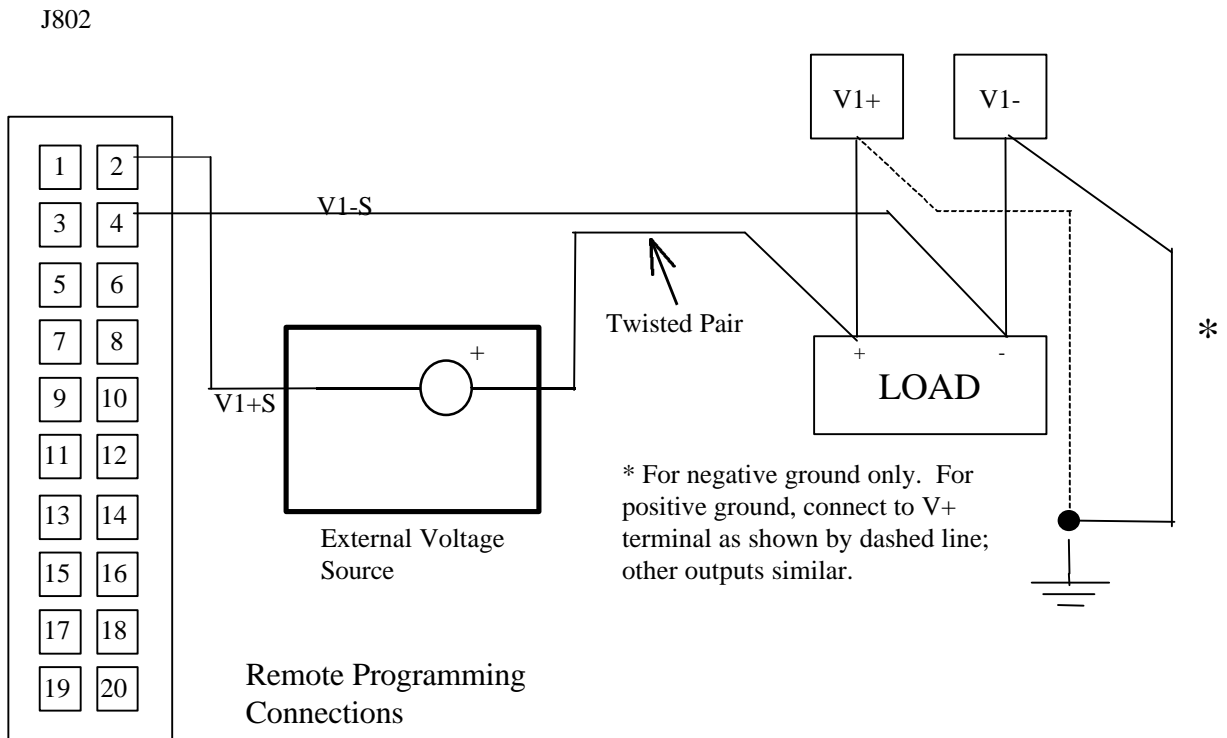 J802
V1+ V1-
1 2
3 4
5 6
7 8
9 10
11 12
13 14
15 16
17 18
19 20
V1-S
V1+S
+
Twisted Pair
+ -
LOAD
*
External Voltage
Source
* For negative ground only. For
positive ground, connect to V+
terminal as shown by dashed line;
other outputs similar.
Remote Programming
Connections